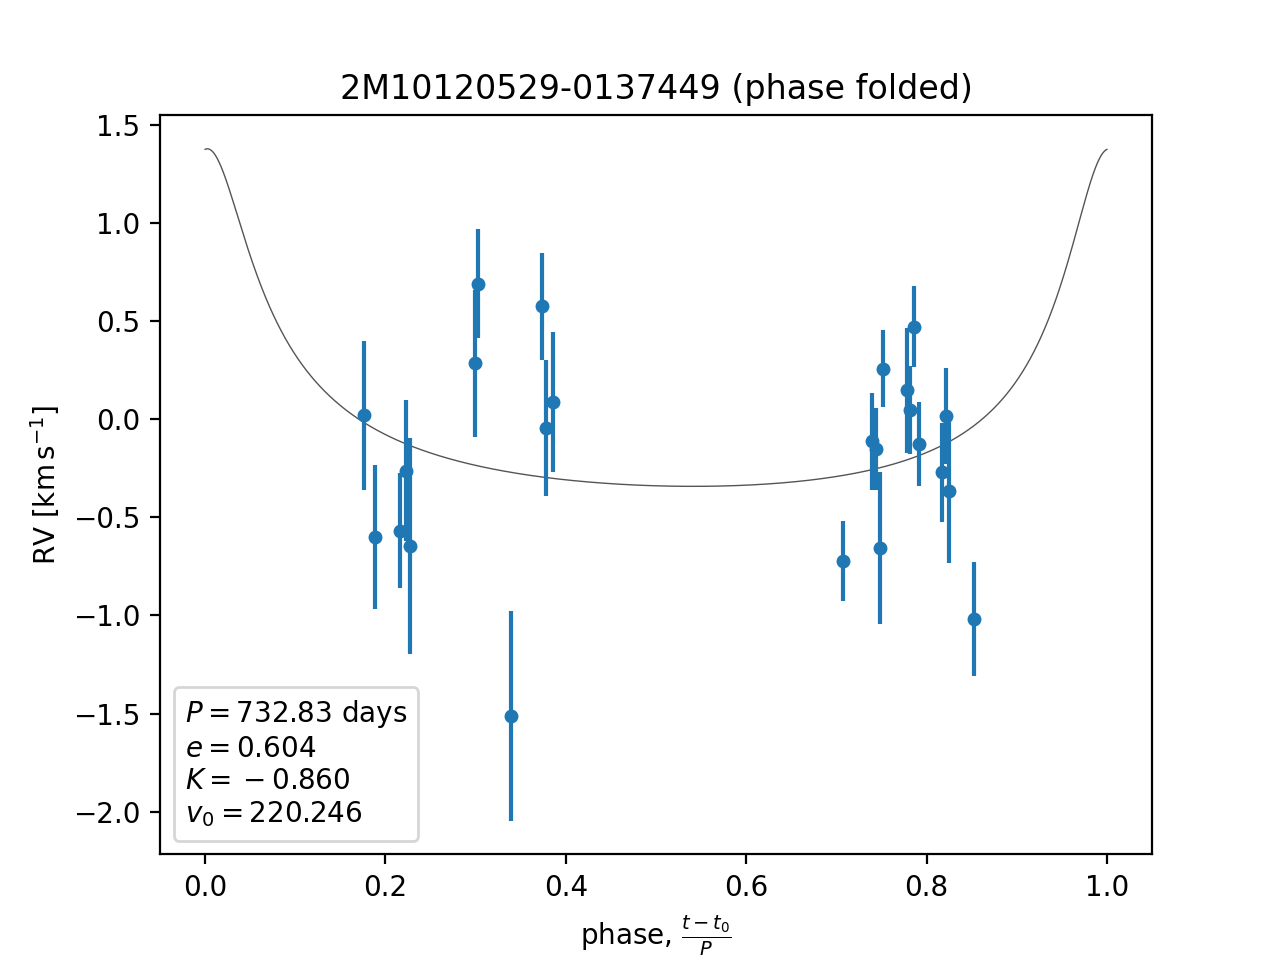 2M10120529-0137449 (phase folded)
1.5
1.0
0.5
0.0
−0.5
−1.0
−1.5
−2.0
RV [km s⁻¹]
P = 732.83 days
e = 0.604
K = −0.860
v₀ = 220.246
0.0 0.2 0.4 0.6 0.8 1.0
phase, (t − t₀)/P